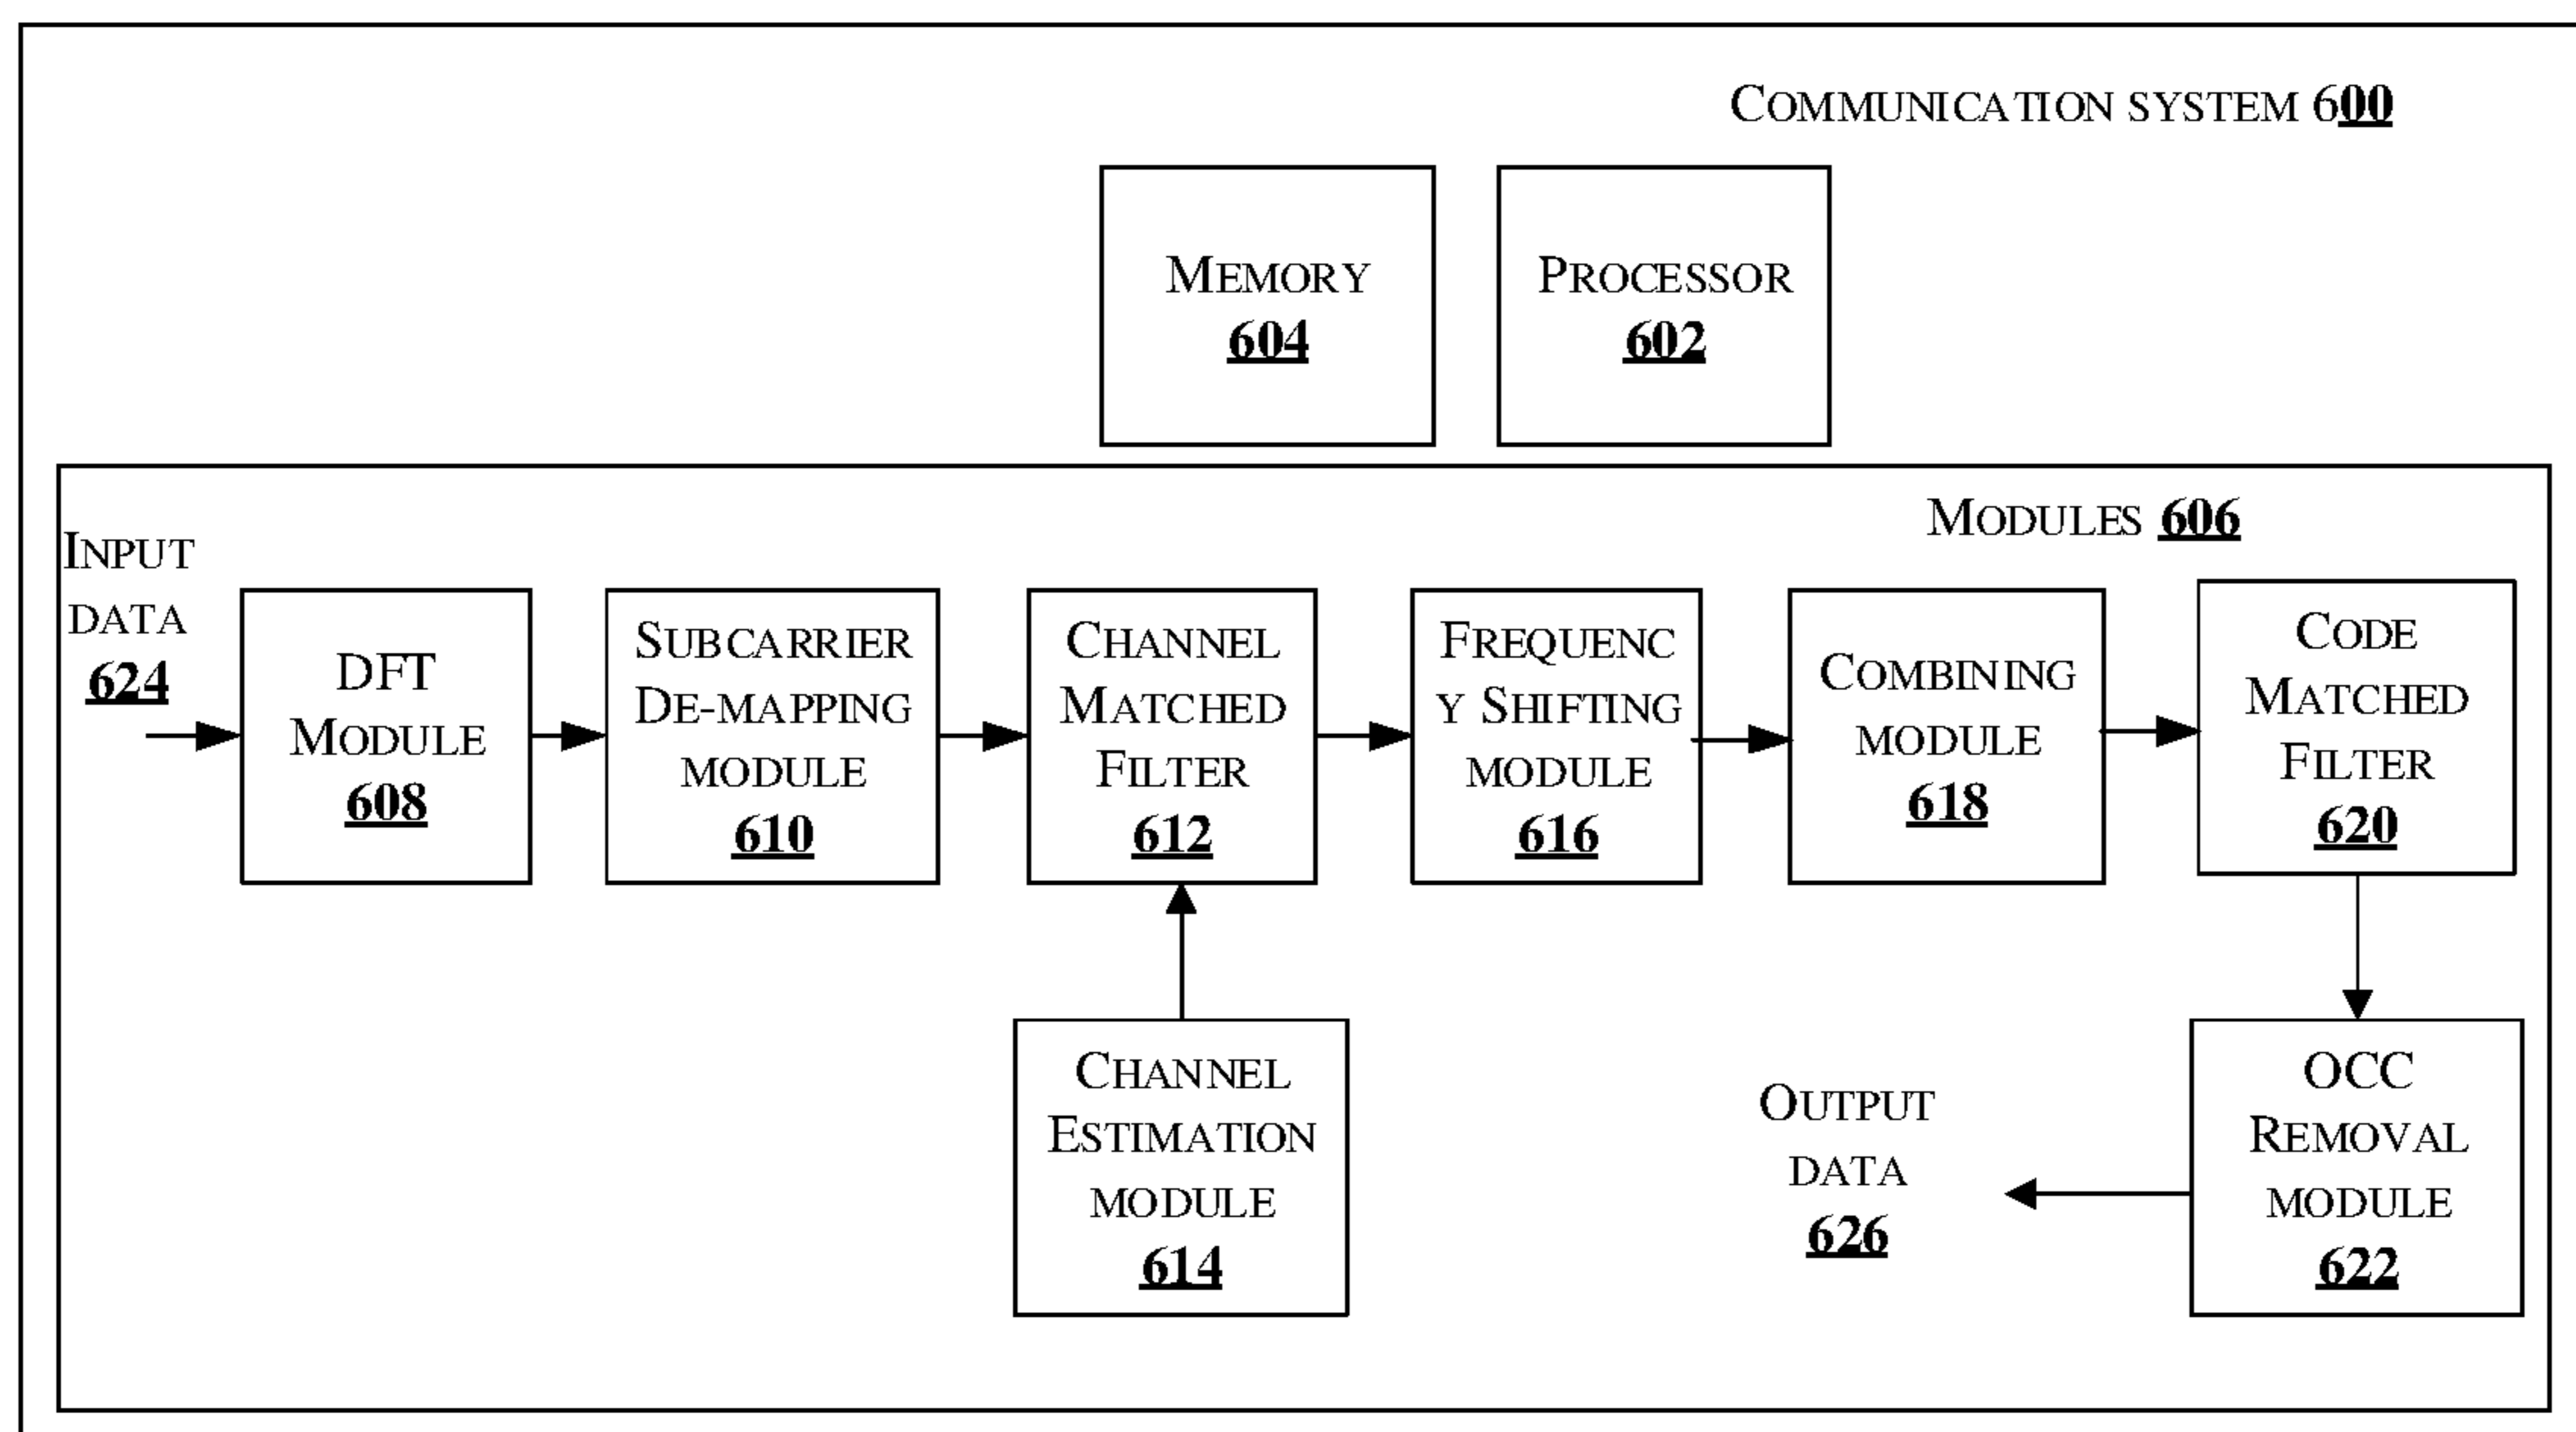 COMMUNICATION SYSTEM 600
MEMORY
604
PROCESSOR
602
MODULES 606
INPUT
DATA
624
DFT
MODULE
608
SUBCARRIER
DE-MAPPING
MODULE
610
CHANNEL
MATCHED
FILTER
612
FREQUENC
Y SHIFTING
MODULE
616
COMBINING
MODULE
618
CODE
MATCHED
FILTER
620
CHANNEL
ESTIMATION
MODULE
614
OUTPUT
DATA
626
OCC
REMOVAL
MODULE
622